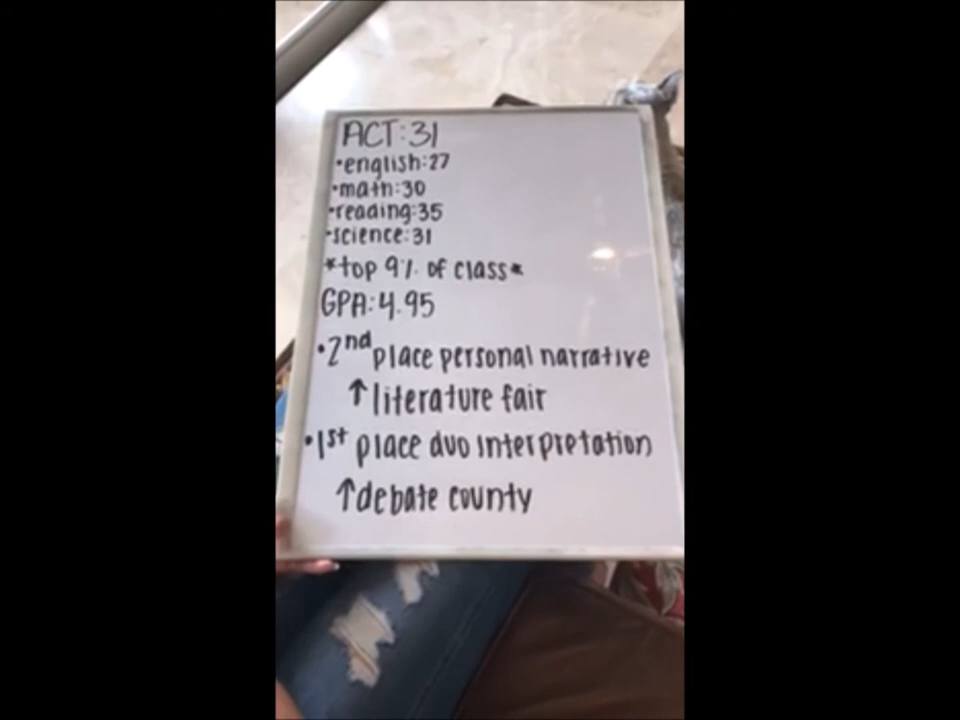 ACT:31
•english:27
•math:30
•reading:35
•science:31
*top 9% of class*
GPA:4.95
•2nd place personal narrative
↑literature fair
•1st place duo interpretation
↑debate county